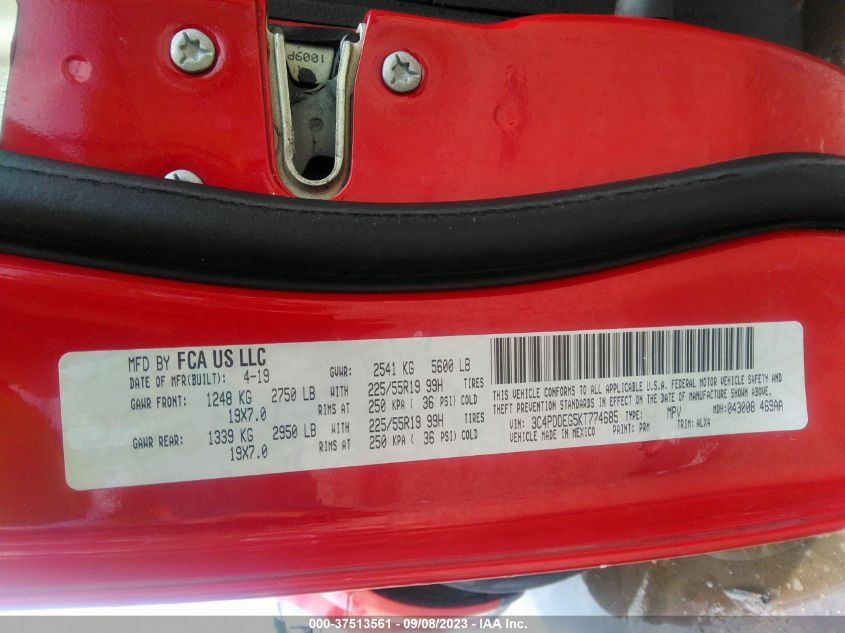 1009P
MFD BY FCA US LLC
DATE OF MFR(BUILT): 4-19 GVWR: 2541 KG 5600 LB
GAWR FRONT: 1248 KG 2750 LB WITH 225/55R19 99H TIRES
19X7.0 RIMS AT 250 KPA ( 36 PSI) COLD
GAWR REAR: 1339 KG 2950 LB WITH 225/55R19 99H TIRES
19X7.0 RIMS AT 250 KPA ( 36 PSI) COLD
THIS VEHICLE CONFORMS TO ALL APPLICABLE U.S.A. FEDERAL MOTOR VEHICLE SAFETY AND
THEFT PREVENTION STANDARDS IN EFFECT ON THE DATE OF MANUFACTURE SHOWN ABOVE.
VIN: 3C4PDDEG5KT774685 TYPE: MPV MDH: 043008 469AA
VEHICLE MADE IN MEXICO PAINT: PRM TRIM: ALX4
000-37513561 - 09/08/2023 - IAA Inc.